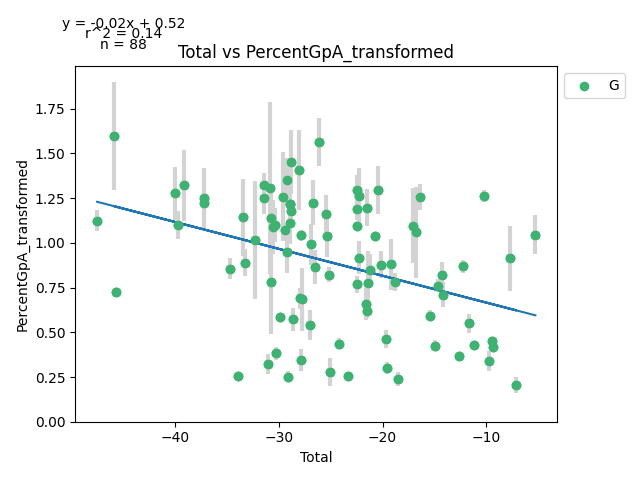 y = -0.02x + 0.52
r^2 = 0.14
n = 88
Total vs PercentGpA_transformed
G
PercentGpA_transformed
1.75
1.50
1.25
1.00
0.75
0.50
0.25
0.00
−40 −30 −20 −10
Total